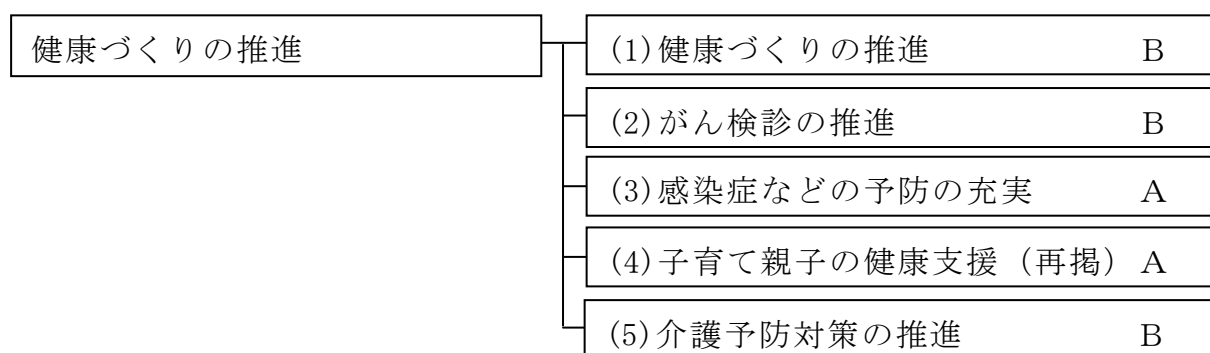 健康づくりの推進
(1)健康づくりの推進 B
(2)がん検診の推進 B
(3)感染症などの予防の充実 A
(4)子育て親子の健康支援（再掲） A
(5)介護予防対策の推進 B